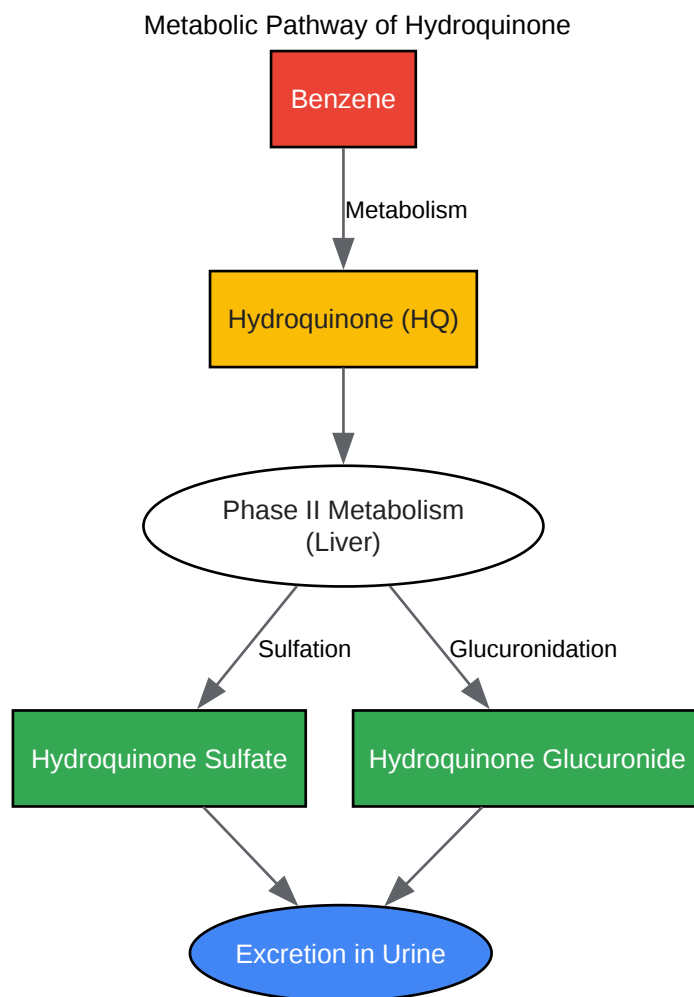 Metabolic Pathway of Hydroquinone
Benzene
Metabolism
Hydroquinone (HQ)
Phase II Metabolism
(Liver)
Sulfation
Glucuronidation
Hydroquinone Sulfate
Hydroquinone Glucuronide
Excretion in Urine